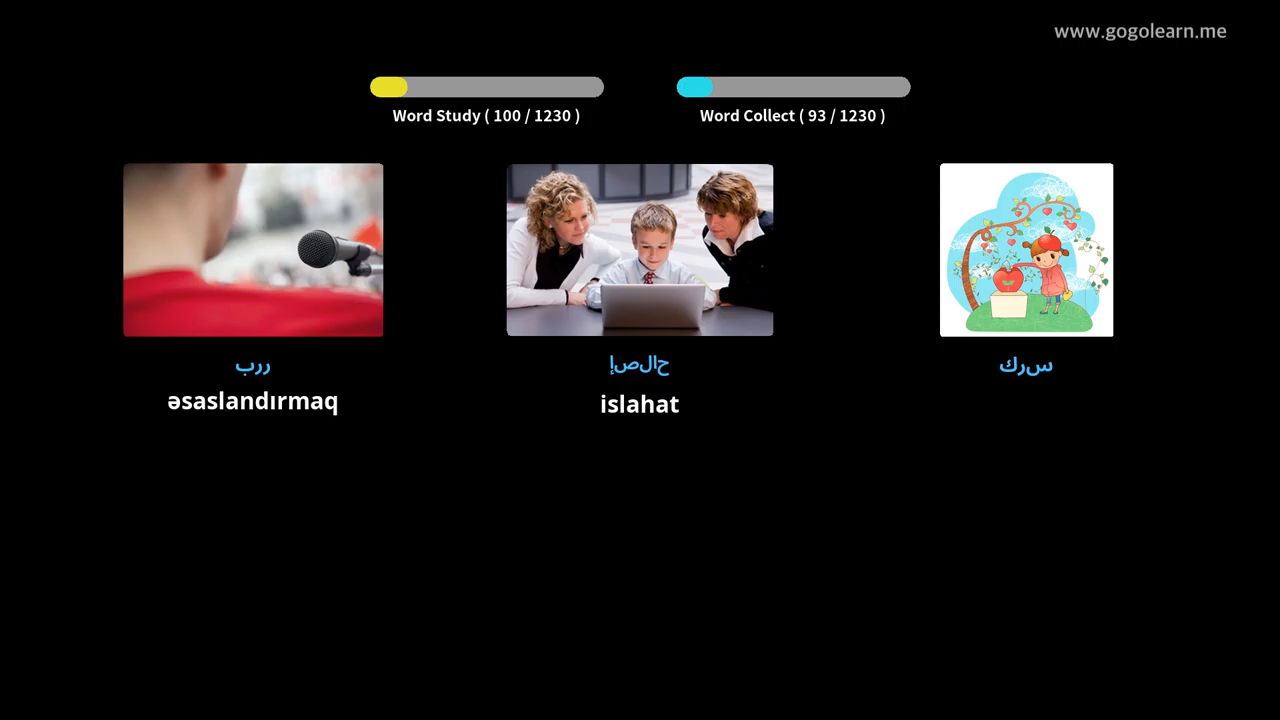 www.gogolearn.me
Word Study ( 100 / 1230 )
Word Collect ( 93 / 1230 )
ررب
əsaslandırmaq
حالصإ
islahat
سرك